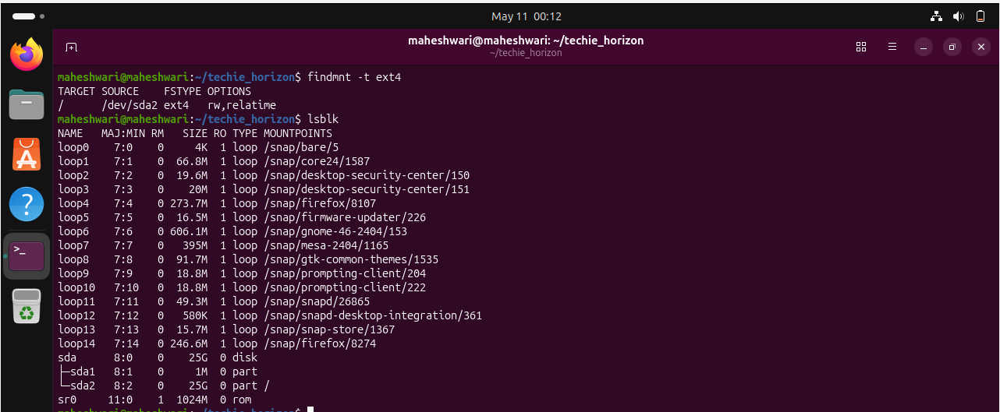 May 11 00:12
maheshwari@maheshwari: ~/techie_horizon
~/techie_horizon
maheshwari@maheshwari:~/techie_horizon$ findmnt -t ext4
TARGET SOURCE    FSTYPE OPTIONS
/      /dev/sda2 ext4   rw,relatime
maheshwari@maheshwari:~/techie_horizon$ lsblk
NAME   MAJ:MIN RM   SIZE RO TYPE MOUNTPOINTS
loop0    7:0    0     4K  1 loop /snap/bare/5
loop1    7:1    0  66.8M  1 loop /snap/core24/1587
loop2    7:2    0  19.6M  1 loop /snap/desktop-security-center/150
loop3    7:3    0    20M  1 loop /snap/desktop-security-center/151
loop4    7:4    0 273.7M  1 loop /snap/firefox/8107
loop5    7:5    0  16.5M  1 loop /snap/firmware-updater/226
loop6    7:6    0 606.1M  1 loop /snap/gnome-46-2404/153
loop7    7:7    0   395M  1 loop /snap/mesa-2404/1165
loop8    7:8    0  91.7M  1 loop /snap/gtk-common-themes/1535
loop9    7:9    0  18.8M  1 loop /snap/prompting-client/204
loop10   7:10   0  18.8M  1 loop /snap/prompting-client/222
loop11   7:11   0  49.3M  1 loop /snap/snapd/26865
loop12   7:12   0   580K  1 loop /snap/snapd-desktop-integration/361
loop13   7:13   0  15.7M  1 loop /snap/snap-store/1367
loop14   7:14   0 246.6M  1 loop /snap/firefox/8274
sda      8:0    0    25G  0 disk
├─sda1   8:1    0     1M  0 part
└─sda2   8:2    0    25G  0 part /
sr0     11:0    1  1024M  0 rom
maheshwari@maheshwari:~/techie_horizon$